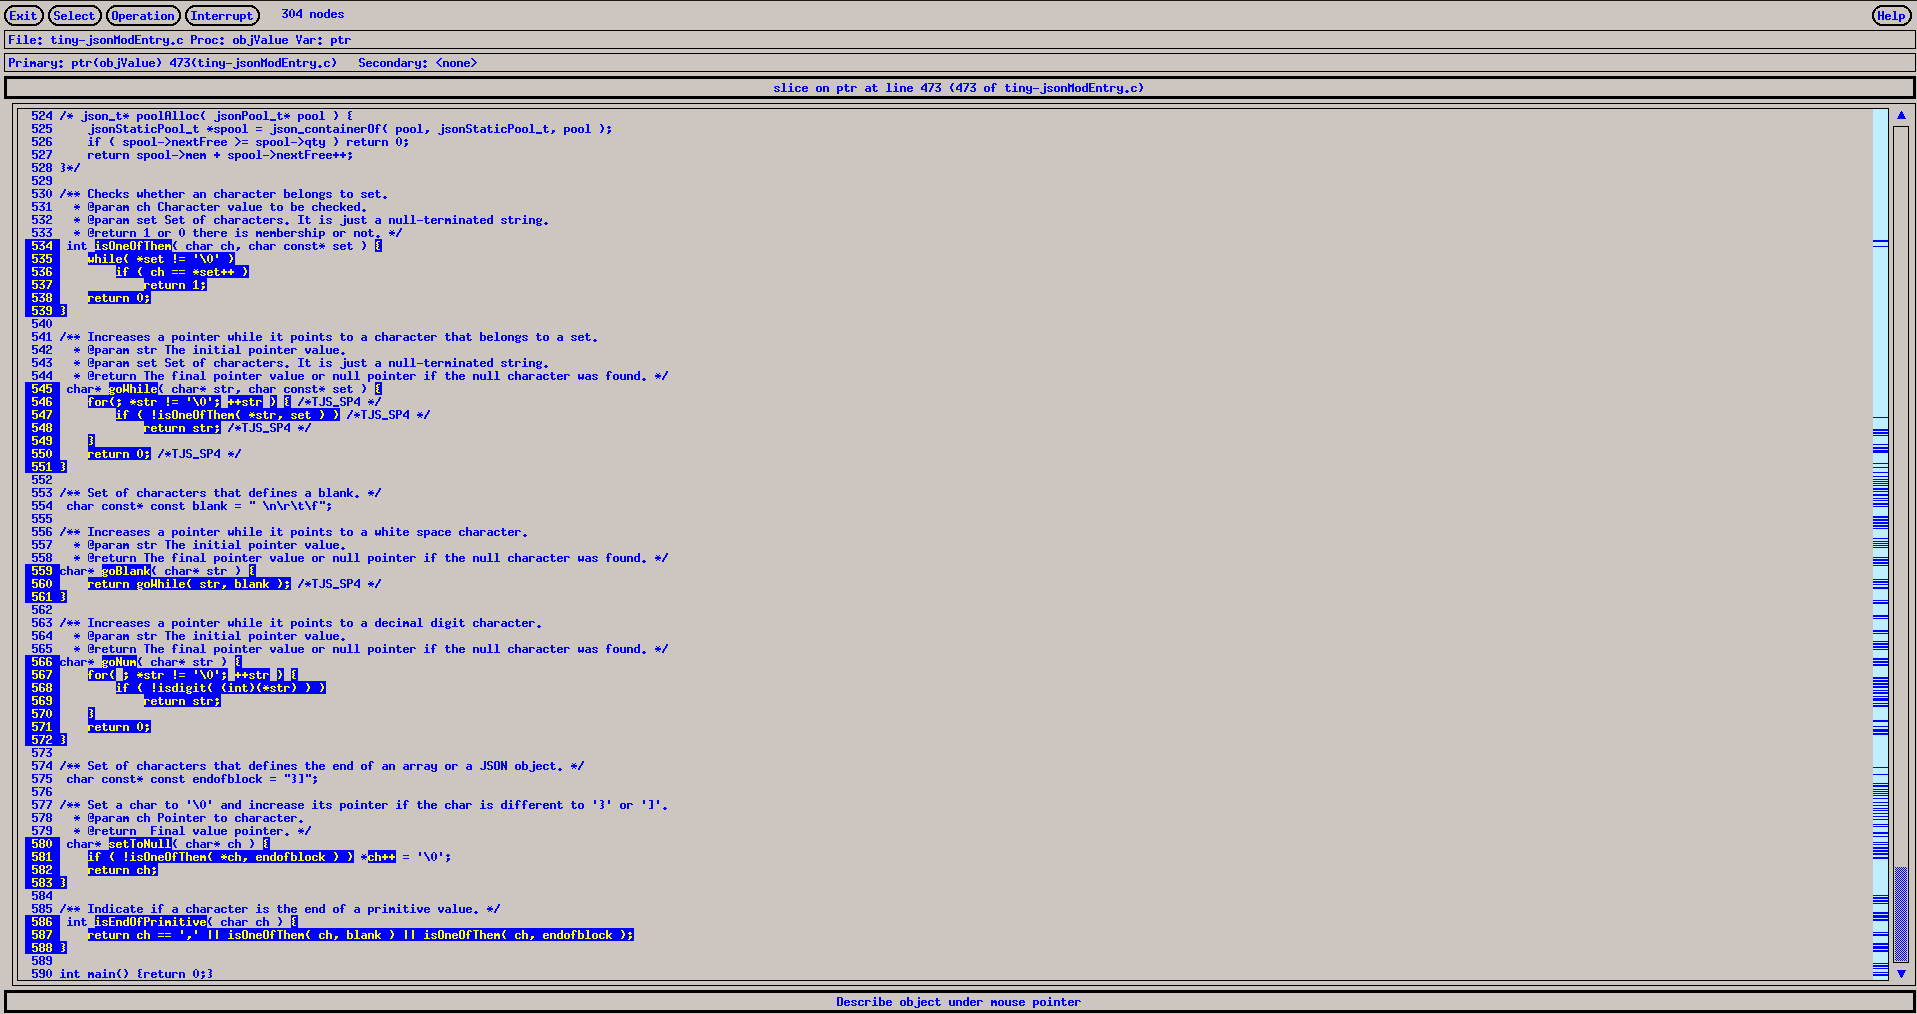 Exit Select Operation Interrupt 304 nodes Help
File: tiny-jsonModEntry.c Proc: objValue Var: ptr
Primary: ptr(objValue) 473(tiny-jsonModEntry.c) Secondary: <none>
slice on ptr at line 473 (473 of tiny-jsonModEntry.c)
524 /* json_t* poolAlloc( jsonPool_t* pool ) {
525     jsonStaticPool_t *spool = json_containerOf( pool, jsonStaticPool_t, pool );
526     if ( spool->nextFree >= spool->qty ) return 0;
527     return spool->mem + spool->nextFree++;
528 }*/
529
530 /** Checks whether an character belongs to set.
531   * @param ch Character value to be checked.
532   * @param set Set of characters. It is just a null-terminated string.
533   * @return 1 or 0 there is membership or not. */
534  int isOneOfThem( char ch, char const* set ) {
535     while( *set != '\0' )
536         if ( ch == *set++ )
537             return 1;
538     return 0;
539 }
540
541 /** Increases a pointer while it points to a character that belongs to a set.
542   * @param str The initial pointer value.
543   * @param set Set of characters. It is just a null-terminated string.
544   * @return The final pointer value or null pointer if the null character was found. */
545  char* goWhile( char* str, char const* set ) {
546     for(; *str != '\0'; ++str ) { /*TJS_SP4 */
547         if ( !isOneOfThem( *str, set ) ) /*TJS_SP4 */
548             return str; /*TJS_SP4 */
549     }
550     return 0; /*TJS_SP4 */
551 }
552
553 /** Set of characters that defines a blank. */
554  char const* const blank = " \n\r\t\f";
555
556 /** Increases a pointer while it points to a white space character.
557   * @param str The initial pointer value.
558   * @return The final pointer value or null pointer if the null character was found. */
559 char* goBlank( char* str ) {
560     return goWhile( str, blank ); /*TJS_SP4 */
561 }
562
563 /** Increases a pointer while it points to a decimal digit character.
564   * @param str The initial pointer value.
565   * @return The final pointer value or null pointer if the null character was found. */
566 char* goNum( char* str ) {
567     for( ; *str != '\0'; ++str ) {
568         if ( !isdigit( (int)(*str) ) )
569             return str;
570     }
571     return 0;
572 }
573
574 /** Set of characters that defines the end of an array or a JSON object. */
575  char const* const endofblock = "}]";
576
577 /** Set a char to '\0' and increase its pointer if the char is different to '}' or ']'.
578   * @param ch Pointer to character.
579   * @return  Final value pointer. */
580  char* setToNull( char* ch ) {
581     if ( !isOneOfThem( *ch, endofblock ) ) *ch++ = '\0';
582     return ch;
583 }
584
585 /** Indicate if a character is the end of a primitive value. */
586  int isEndOfPrimitive( char ch ) {
587     return ch == ',' || isOneOfThem( ch, blank ) || isOneOfThem( ch, endofblock );
588 }
589
590 int main() {return 0;}
Describe object under mouse pointer